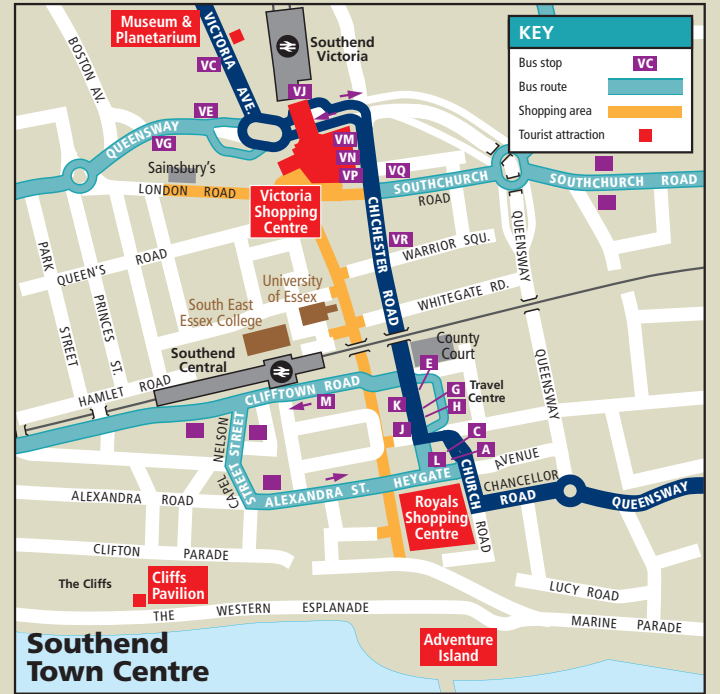 Museum &
Planetarium
VICTORIA AVE.
BOSTON AV.
Southend
Victoria
KEY
Bus stop VC
Bus route
Shopping area
Tourist attraction
VC
VJ
VE
VG
QUEENSWAY
Sainsbury's
LONDON ROAD
VM
VN
VP
VQ
SOUTHCHURCH
ROAD
SOUTHCHURCH ROAD
Victoria
Shopping
Centre
CHICHESTER ROAD
VR
WARRIOR SQU.
QUEENSWAY
PARK STREET
QUEEN'S ROAD
PRINCES ST.
University
of Essex
South East
Essex College
WHITEGATE RD.
Southend
Central
County
Court
HAMLET ROAD
CLIFFTOWN ROAD
M
E
G
H
Travel
Centre
K
J
C
A
L
QUEENSWAY
NELSON STREET
CAPEL STREET
ALEXANDRA ROAD
ALEXANDRA ST.
HEYGATE
AVENUE
CHURCH
ROAD
CHANCELLOR
ROAD
QUEENSWAY
Royals
Shopping
Centre
CLIFTON PARADE
The Cliffs
Cliffs
Pavilion
LUCY ROAD
THE WESTERN ESPLANADE
MARINE PARADE
Southend
Town Centre
Adventure
Island